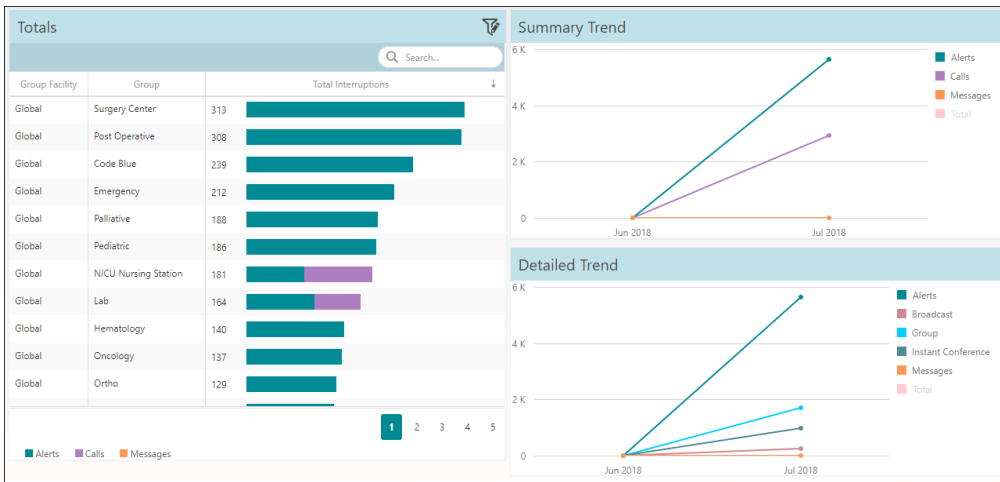 Totals
Search...
Group Facility Group Total Interruptions ↓
Global Surgery Center 313
Global Post Operative 308
Global Code Blue 239
Global Emergency 212
Global Palliative 188
Global Pediatric 186
Global NICU Nursing Station 181
Global Lab 164
Global Hematology 140
Global Oncology 137
Global Ortho 129
1 2 3 4 5
Alerts Calls Messages
Summary Trend
6 K
4 K
2 K
0
Jun 2018 Jul 2018
Alerts
Calls
Messages
Total
Detailed Trend
6 K
4 K
2 K
0
Jun 2018 Jul 2018
Alerts
Broadcast
Group
Instant Conference
Messages
Total